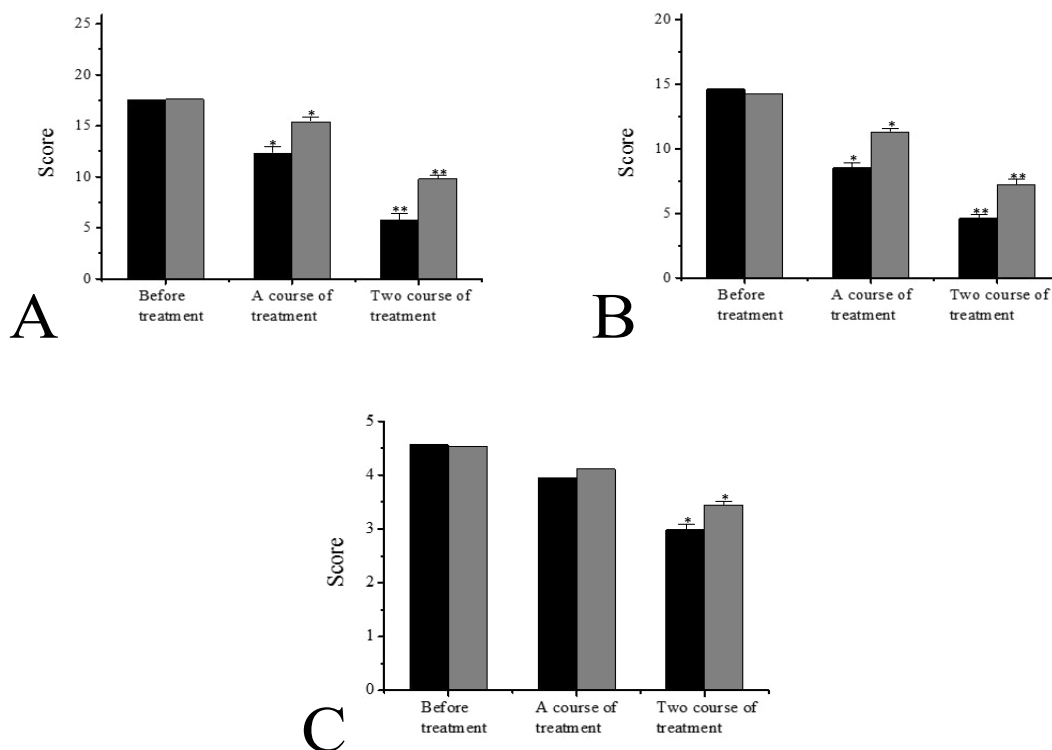 25
20
15
10
5
0
Score
*
*
**
**
Before
treatment
A course of
treatment
Two course of
treatment
A
20
15
10
5
0
Score
*
*
**
**
Before
treatment
A course of
treatment
Two course of
treatment
B
5
4
3
2
1
0
Score
*
*
Before
treatment
A course of
treatment
Two course of
treatment
C